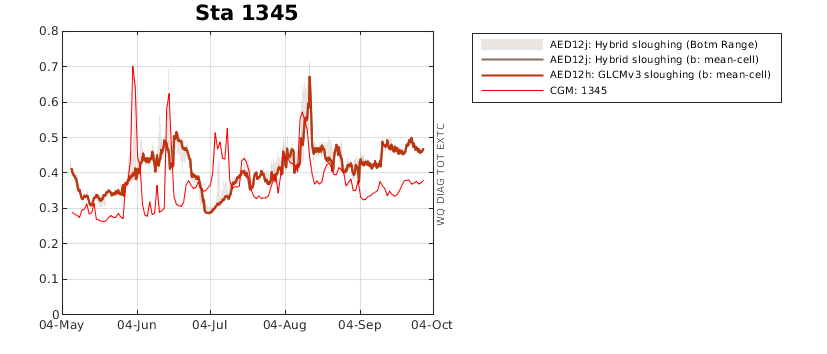 Sta 1345
0.8
0.7
0.6
0.5
0.4
0.3
0.2
0.1
0
04-May 04-Jun 04-Jul 04-Aug 04-Sep 04-Oct
WQ DIAG TOT EXTC
AED12j: Hybrid sloughing (Botm Range)
AED12j: Hybrid sloughing (b: mean-cell)
AED12h: GLCMv3 sloughing (b: mean-cell)
CGM: 1345